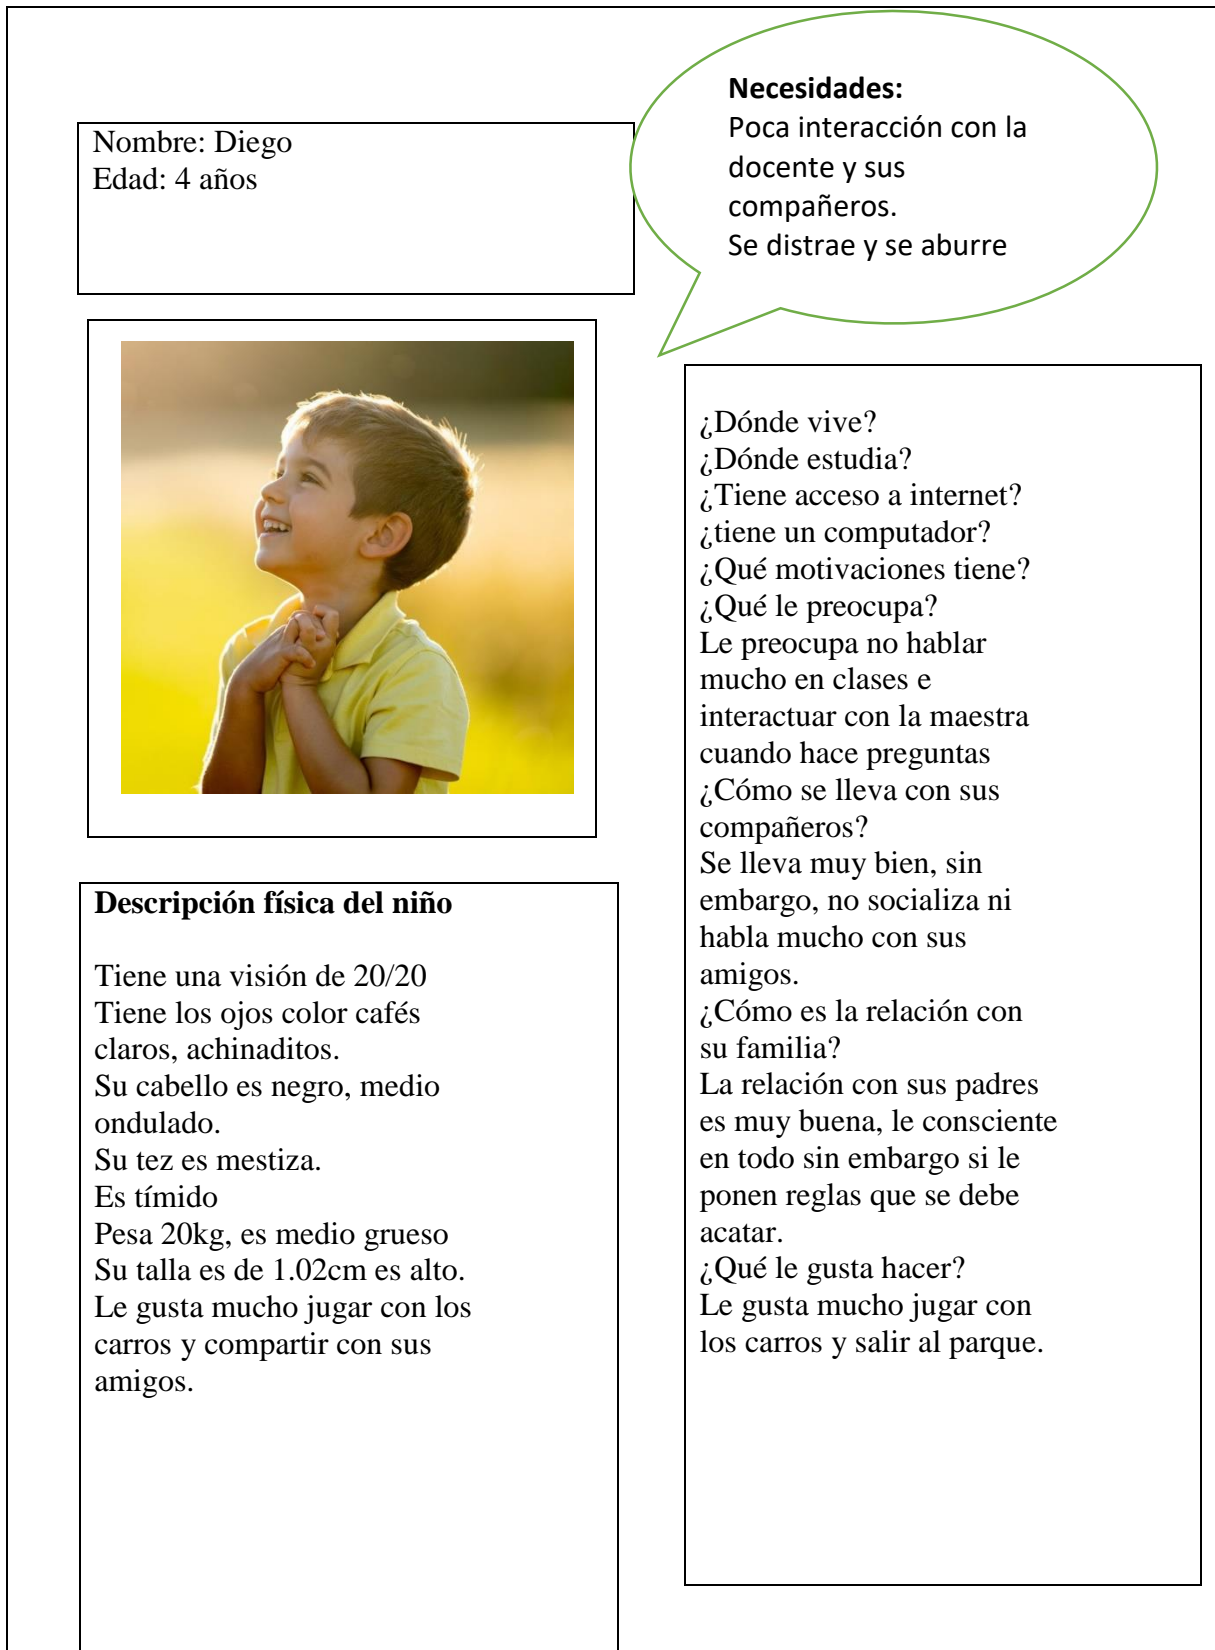 Necesidades:
Poca interacción con la
docente y sus
compañeros.
Se distrae y se aburre
Nombre: Diego
Edad: 4 años
¿Dónde vive?
¿Dónde estudia?
¿Tiene acceso a internet?
¿tiene un computador?
¿Qué motivaciones tiene?
¿Qué le preocupa?
Le preocupa no hablar
mucho en clases e
interactuar con la maestra
cuando hace preguntas
¿Cómo se lleva con sus
compañeros?
Se lleva muy bien, sin
embargo, no socializa ni
habla mucho con sus
amigos.
¿Cómo es la relación con
su familia?
La relación con sus padres
es muy buena, le consciente
en todo sin embargo si le
ponen reglas que se debe
acatar.
¿Qué le gusta hacer?
Le gusta mucho jugar con
los carros y salir al parque.
Descripción física del niño
Tiene una visión de 20/20
Tiene los ojos color cafés
claros, achinaditos.
Su cabello es negro, medio
ondulado.
Su tez es mestiza.
Es tímido
Pesa 20kg, es medio grueso
Su talla es de 1.02cm es alto.
Le gusta mucho jugar con los
carros y compartir con sus
amigos.